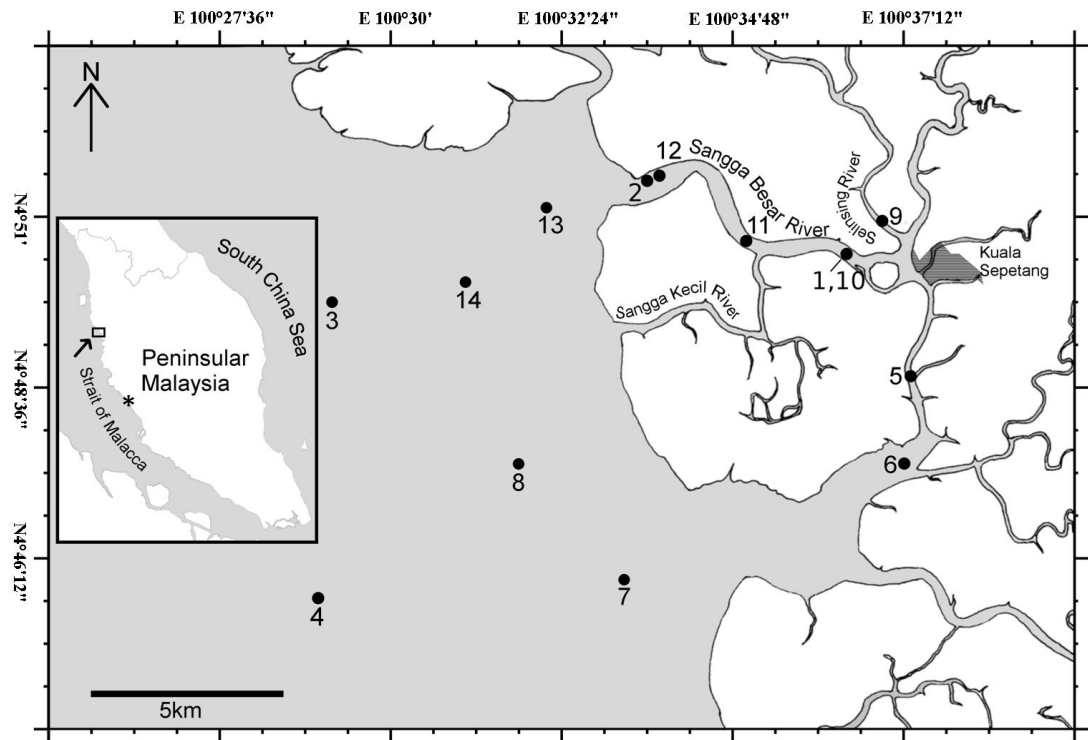 E 100°27'36"
E 100°30'
E 100°32'24"
E 100°34'48"
E 100°37'12"
N
N4°51'
N4°48'36"
N4°46'12"
12
2
Sangga Besar River
Selinsing River
9
13
11
1,10
Kuala
Sepetang
14
3
Sangga Kecil River
South China Sea
Peninsular
Malaysia
Strait of Malacca
*
5
8
6
7
4
5km